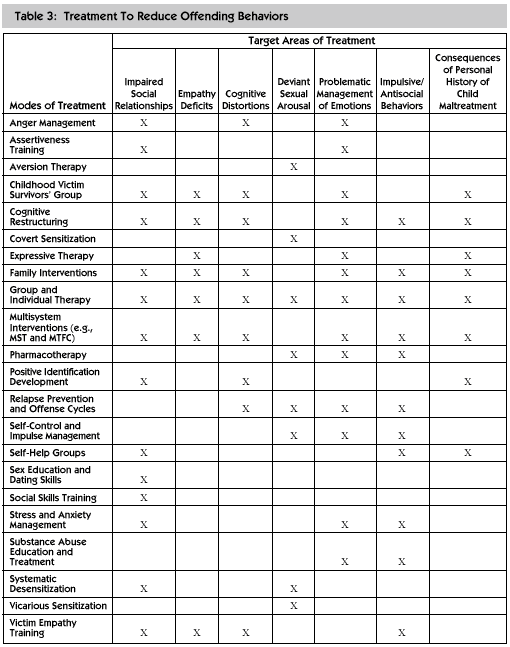 Table 3: Treatment To Reduce Offending Behaviors
Target Areas of Treatment
Modes of Treatment
Impaired
Social
Relationships
Empathy
Deficits
Cognitive
Distortions
Deviant
Sexual
Arousal
Problematic
Management
of Emotions
Impulsive/
Antisocial
Behaviors
Consequences
of Personal
History of
Child
Maltreatment
Anger Management X X X
Assertiveness
Training X X
Aversion Therapy X
Childhood Victim
Survivors' Group X X X X X
Cognitive
Restructuring X X X X X X
Covert Sensitization X
Expressive Therapy X X X
Family Interventions X X X X X X
Group and
Individual Therapy X X X X X X X
Multisystem
Interventions (e.g.,
MST and MTFC) X X X X X X
Pharmacotherapy X X X
Positive Identification
Development X X X
Relapse Prevention
and Offense Cycles X X X X
Self-Control and
Impulse Management X X X
Self-Help Groups X X X
Sex Education and
Dating Skills X
Social Skills Training X
Stress and Anxiety
Management X X X
Substance Abuse
Education and
Treatment X X
Systematic
Desensitization X X
Vicarious Sensitization X
Victim Empathy
Training X X X X